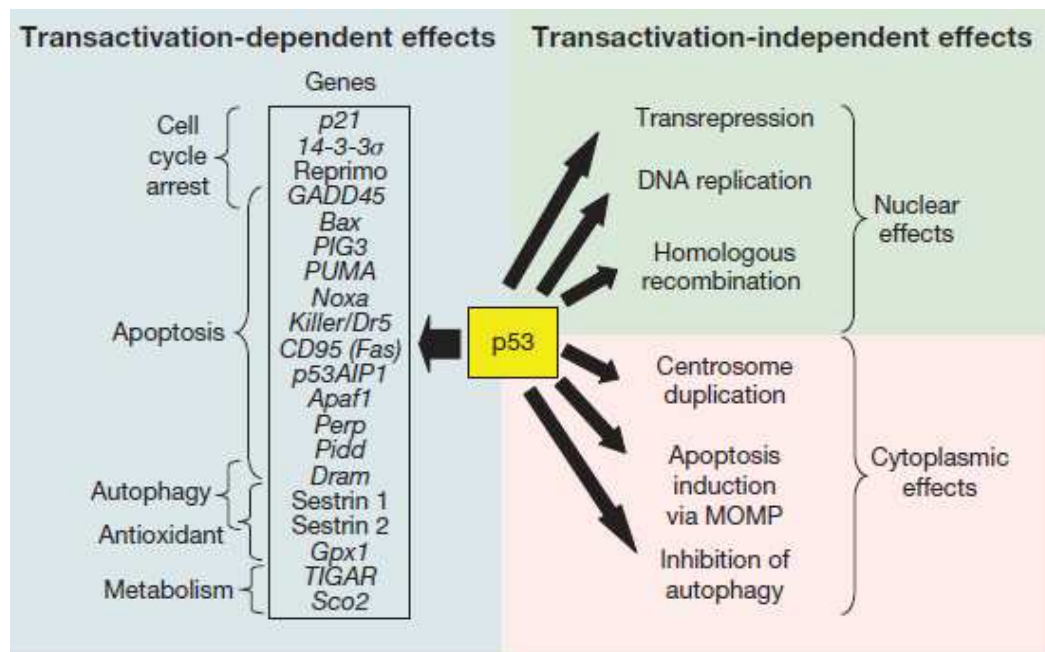 Transactivation-dependent effects
Genes
Cell
cycle
arrest
Apoptosis
Autophagy
Antioxidant
Metabolism
p21
14-3-3σ
Reprimo
GADD45
Bax
PIG3
PUMA
Noxa
Killer/Dr5
CD95 (Fas)
p53AIP1
Apaf1
Perp
Pidd
Dram
Sestrin 1
Sestrin 2
Gpx1
TIGAR
Sco2
p53
Transactivation-independent effects
Transrepression
DNA replication
Homologous
recombination
Nuclear
effects
Centrosome
duplication
Apoptosis
induction
via MOMP
Inhibition of
autophagy
Cytoplasmic
effects